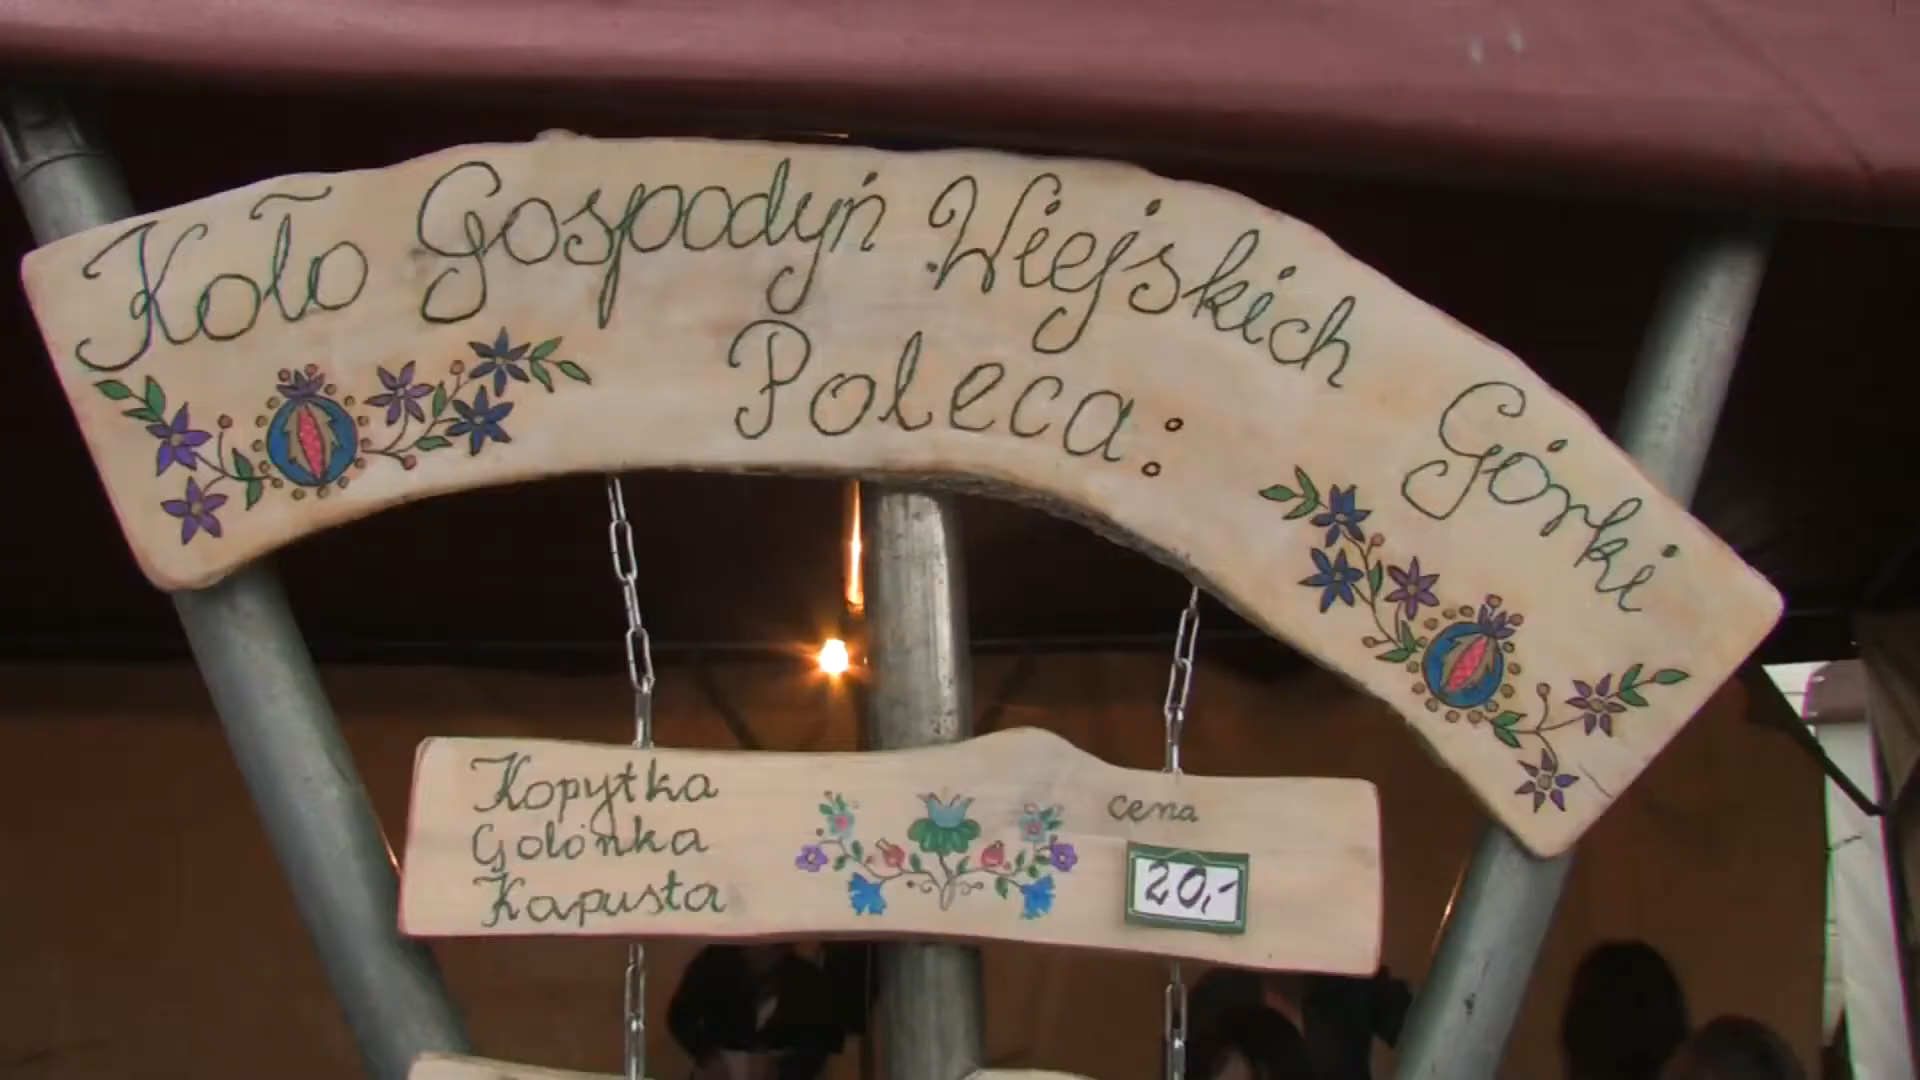 Koło Gospodyń Wiejskich Górki
Poleca:
Kopytka
Golonka
Kapusta
cena
20,-